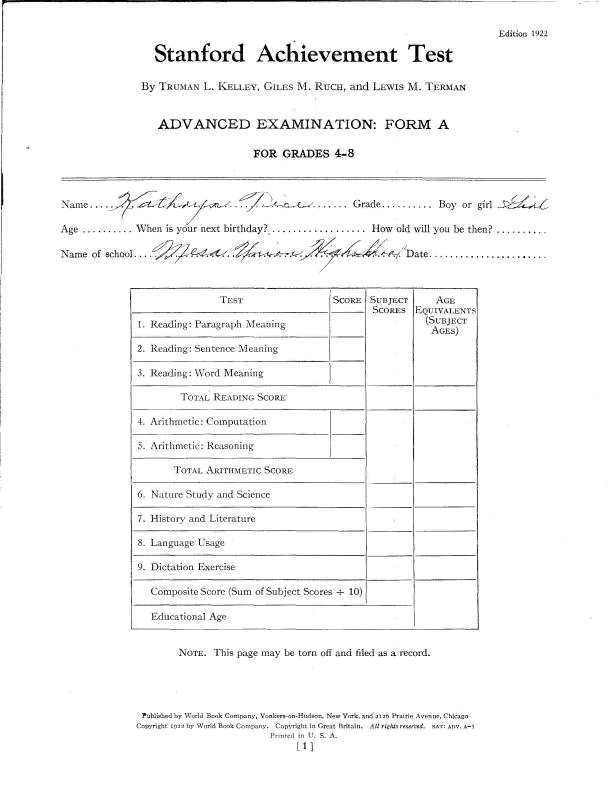 Edition 1922
Stanford Achievement Test
By Truman L. Kelley, Giles M. Ruch, and Lewis M. Terman
ADVANCED EXAMINATION: FORM A
FOR GRADES 4–8
Name..... Kathryn ....... Grade.......... Boy or girl Girl
Age .......... When is your next birthday?.................. How old will you be then? ..........
Name of school.... Mesa Union Highschool Date......................
Test Score Subject Scores Age Equivalents (Subject Ages)
1. Reading: Paragraph Meaning
2. Reading: Sentence Meaning
3. Reading: Word Meaning
Total Reading Score
4. Arithmetic: Computation
5. Arithmetic: Reasoning
Total Arithmetic Score
6. Nature Study and Science
7. History and Literature
8. Language Usage
9. Dictation Exercise
Composite Score (Sum of Subject Scores ÷ 10)
Educational Age
Note. This page may be torn off and filed as a record.
Published by World Book Company, Yonkers-on-Hudson, New York, and 2126 Prairie Avenue, Chicago
Copyright 1922 by World Book Company. Copyright in Great Britain. All rights reserved. SAT: ADV. A-3
Printed in U. S. A.
[ 1 ]